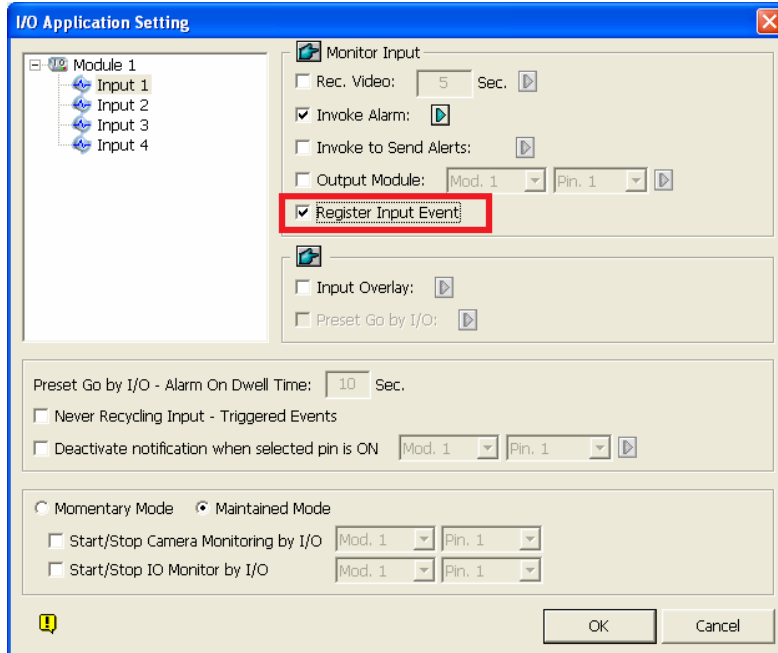 I/O Application Setting
Module 1
Input 1
Input 2
Input 3
Input 4
Monitor Input
Rec. Video: 5 Sec.
Invoke Alarm:
Invoke to Send Alerts:
Output Module: Mod. 1 Pin. 1
Register Input Event
Input Overlay:
Preset Go by I/O:
Preset Go by I/O - Alarm On Dwell Time: 10 Sec.
Never Recycling Input - Triggered Events
Deactivate notification when selected pin is ON Mod. 1 Pin. 1
Momentary Mode Maintained Mode
Start/Stop Camera Monitoring by I/O Mod. 1 Pin. 1
Start/Stop IO Monitor by I/O Mod. 1 Pin. 1
OK Cancel